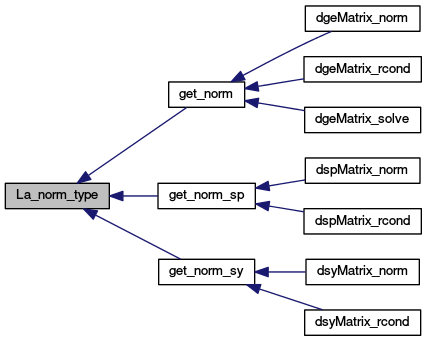 La_norm_type
get_norm
dgeMatrix_norm
dgeMatrix_rcond
dgeMatrix_solve
get_norm_sp
dspMatrix_norm
dspMatrix_rcond
get_norm_sy
dsyMatrix_norm
dsyMatrix_rcond